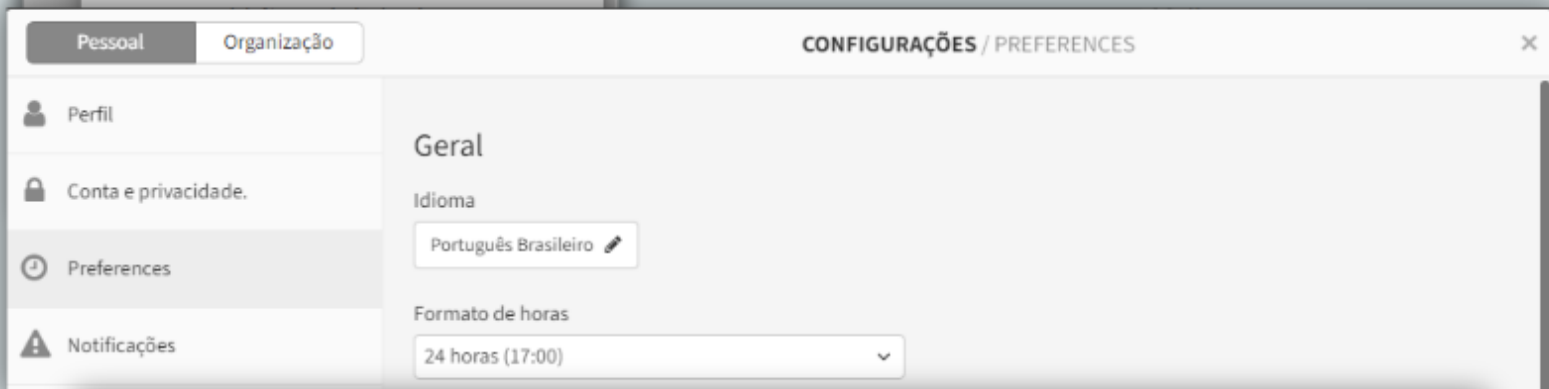 Pessoal
Organização
CONFIGURAÇÕES / PREFERENCES
Perfil
Conta e privacidade.
Preferences
Notificações
Geral
Idioma
Português Brasileiro
Formato de horas
24 horas (17:00)